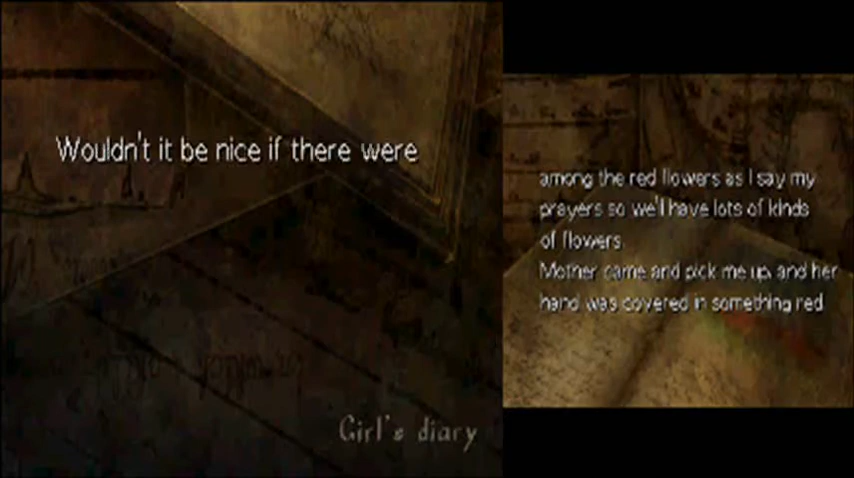 Wouldn't it be nice if there were
Girl's diary
among the red flowers as I say my
prayers so we'll have lots of kinds
of flowers.
Mother came and pick me up, and her
hand was covered in something red.